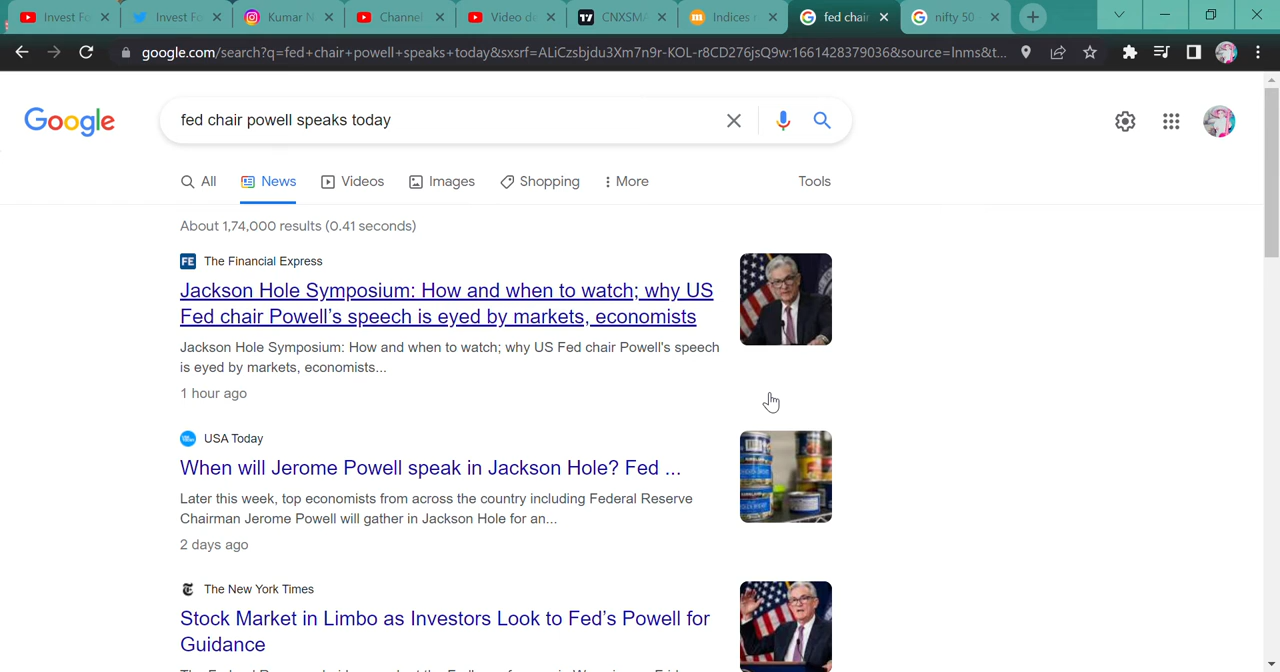 Invest Fo
Invest Fo
Kumar N
Channel
Video de
CNXSMA
Indices
fed chair
nifty 50
google.com/search?q=fed+chair+powell+speaks+today&sxsrf=ALiCzsbjdu3Xm7n9r-KOL-r8CD276jsQ9w:1661428379036&source=lnms&t...
Google
fed chair powell speaks today
All
News
Videos
Images
Shopping
More
Tools
About 1,74,000 results (0.41 seconds)
FE The Financial Express
Jackson Hole Symposium: How and when to watch; why US
Fed chair Powell's speech is eyed by markets, economists
Jackson Hole Symposium: How and when to watch; why US Fed chair Powell's speech
is eyed by markets, economists...
1 hour ago
USA Today
When will Jerome Powell speak in Jackson Hole? Fed ...
Later this week, top economists from across the country including Federal Reserve
Chairman Jerome Powell will gather in Jackson Hole for an...
2 days ago
The New York Times
Stock Market in Limbo as Investors Look to Fed's Powell for
Guidance